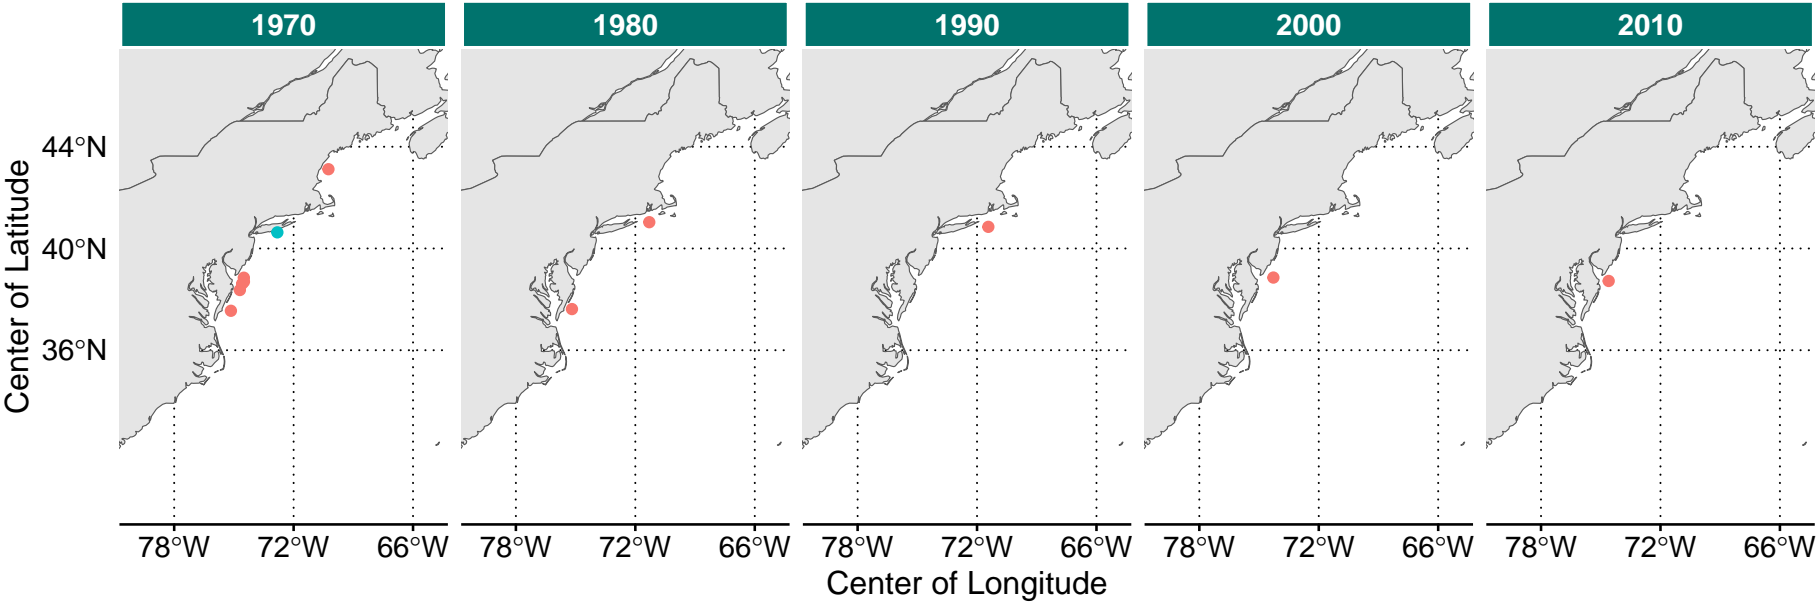 1970 1980 1990 2000 2010
Center of Latitude
44°N
40°N
36°N
78°W 72°W 66°W 78°W 72°W 66°W 78°W 72°W 66°W 78°W 72°W 66°W 78°W 72°W 66°W
Center of Longitude